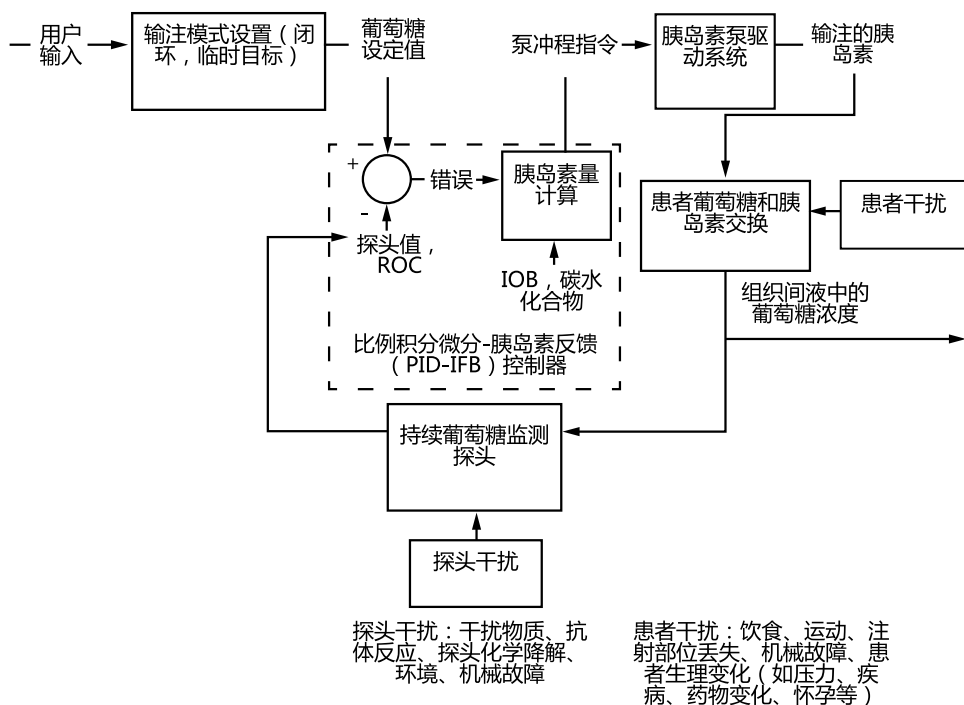 用户
输入
输注模式设置（闭
环，临时目标）
葡萄糖
设定值
泵冲程指令
胰岛素泵驱
动系统
输注的胰
岛素
+
-
错误
胰岛素量
计算
探头值，
ROC
IOB，碳水
化合物
比例积分微分-胰岛素反馈
（PID-IFB）控制器
患者葡萄糖和胰
岛素交换
患者干扰
组织间液中的
葡萄糖浓度
持续葡萄糖监测
探头
探头干扰
探头干扰：干扰物质、抗
体反应、探头化学降解、
环境、机械故障
患者干扰：饮食、运动、注
射部位丢失、机械故障、患
者生理变化（如压力、疾
病、药物变化、怀孕等）